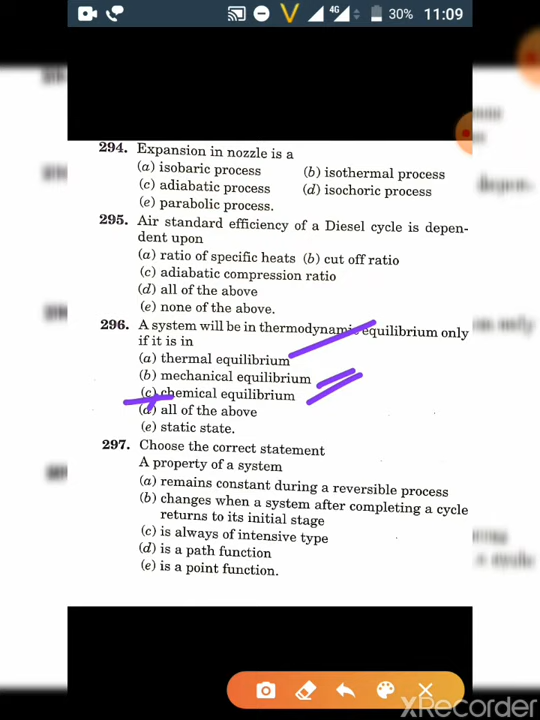 4G 30% 11:09
294. Expansion in nozzle is a
(a) isobaric process (b) isothermal process
(c) adiabatic process (d) isochoric process
(e) parabolic process.
295. Air standard efficiency of a Diesel cycle is depen-
dent upon
(a) ratio of specific heats (b) cut off ratio
(c) adiabatic compression ratio
(d) all of the above
(e) none of the above.
296. A system will be in thermodynamic equilibrium only
if it is in
(a) thermal equilibrium
(b) mechanical equilibrium
(c) chemical equilibrium
(d) all of the above
(e) static state.
297. Choose the correct statement
A property of a system
(a) remains constant during a reversible process
(b) changes when a system after completing a cycle
returns to its initial stage
(c) is always of intensive type
(d) is a path function
(e) is a point function.
XRecorder